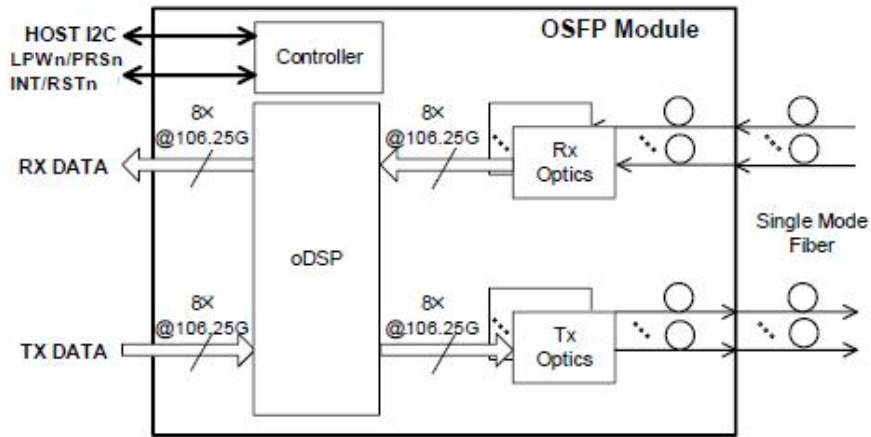 OSFP Module
HOST I2C
LPWn/PRSn
INT/RSTn
Controller
8×
@106.25G
8×
@106.25G
RX DATA
Rx
Optics
oDSP
Single Mode
Fiber
8×
@106.25G
8×
@106.25G
TX DATA
Tx
Optics